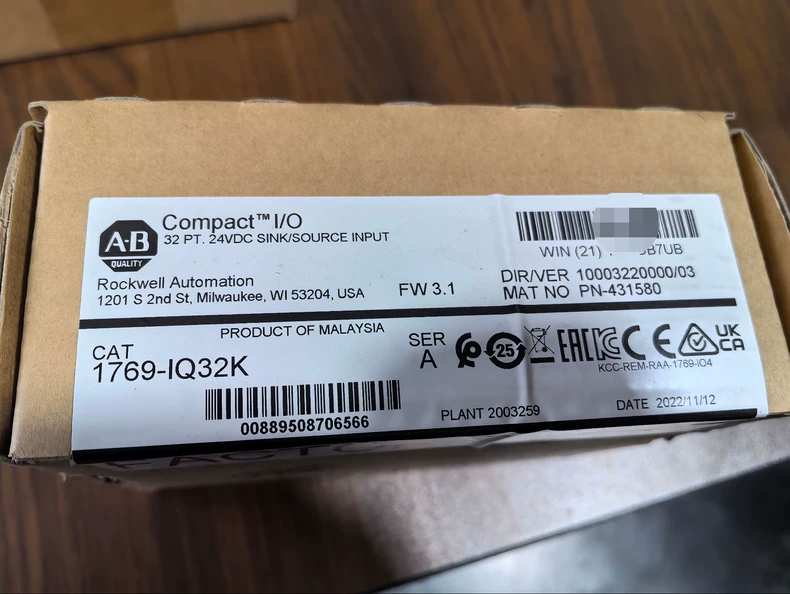 A-B
QUALITY
Compact™ I/O
32 PT. 24VDC SINK/SOURCE INPUT
Rockwell Automation
1201 S 2nd St, Milwaukee, WI 53204, USA
FW 3.1
WIN (21)
B7UB
DIR/VER 10003220000/03
MAT NO PN-431580
PRODUCT OF MALAYSIA
CAT
1769-IQ32K
SER
A
25
EAC
C E
UK
CA
KCC-REM-RAA-1769-IO4
00889508706566
PLANT 2003259
DATE 2022/11/12